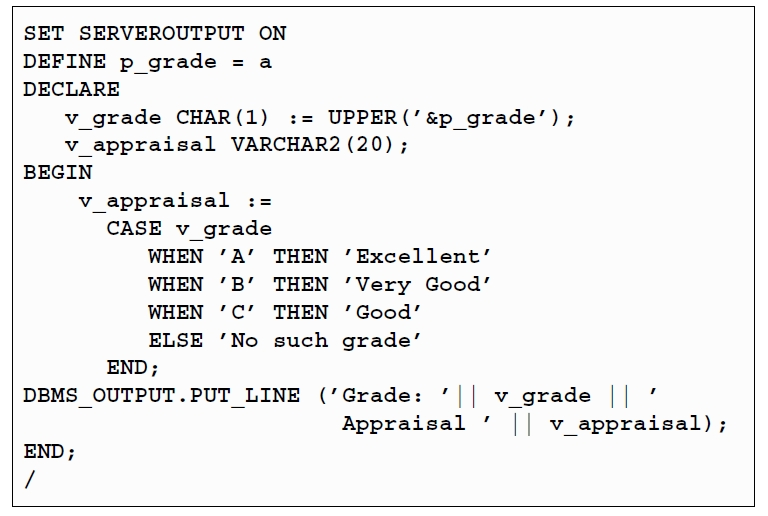 SET SERVEROUTPUT ON
DEFINE p_grade = a
DECLARE
v_grade CHAR(1) := UPPER(’&p_grade’);
v_appraisal VARCHAR2(20);
BEGIN
v_appraisal :=
CASE v_grade
WHEN ’A’ THEN ’Excellent’
WHEN ’B’ THEN ’Very Good’
WHEN ’C’ THEN ’Good’
ELSE ’No such grade’
END;
DBMS_OUTPUT.PUT_LINE (’Grade: ’|| v_grade || ’
Appraisal ’ || v_appraisal);
END;
/